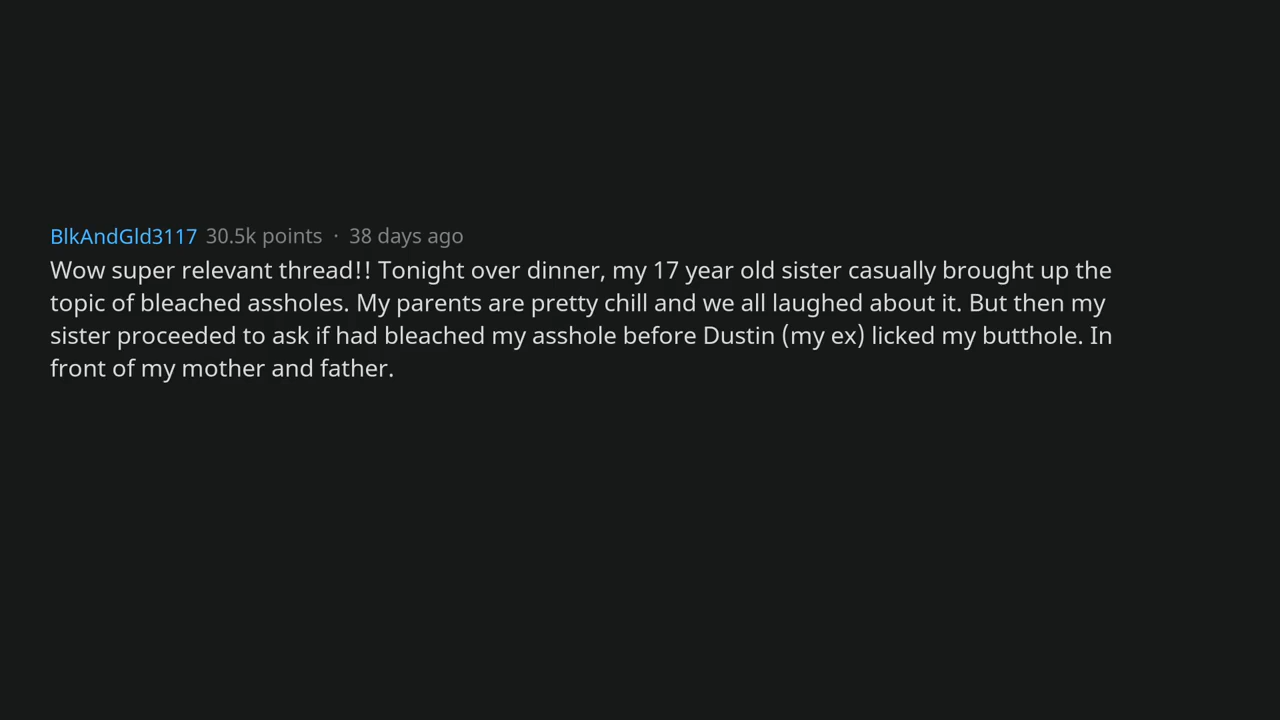 BlkAndGld3117 30.5k points · 38 days ago
Wow super relevant thread!! Tonight over dinner, my 17 year old sister casually brought up the
topic of bleached assholes. My parents are pretty chill and we all laughed about it. But then my
sister proceeded to ask if had bleached my asshole before Dustin (my ex) licked my butthole. In
front of my mother and father.